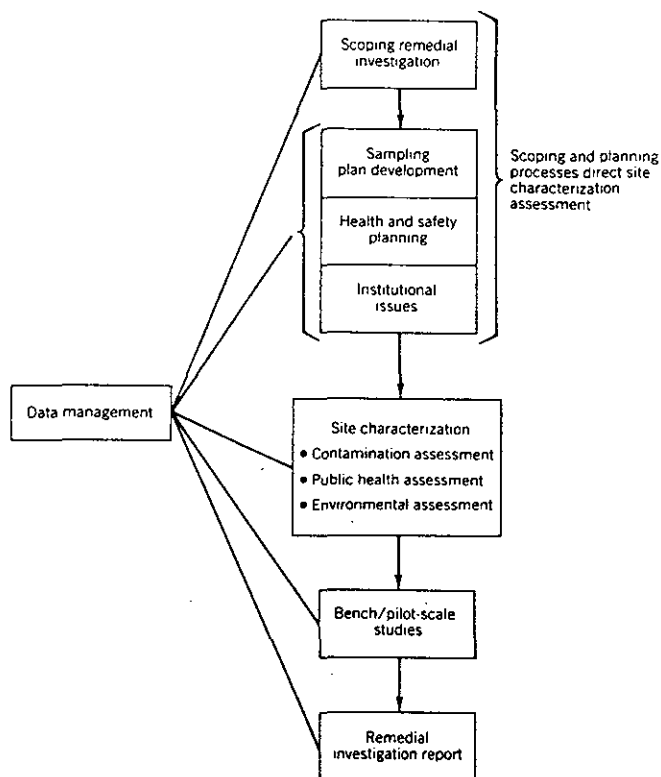 Scoping remedial
investigation
Sampling
plan development
Health and safety
planning
Institutional
issues
Scoping and planning
processes direct site
characterization
assessment
Data management
Site characterization
• Contamination assessment
• Public health assessment
• Environmental assessment
Bench/pilot-scale
studies
Remedial
investigation report